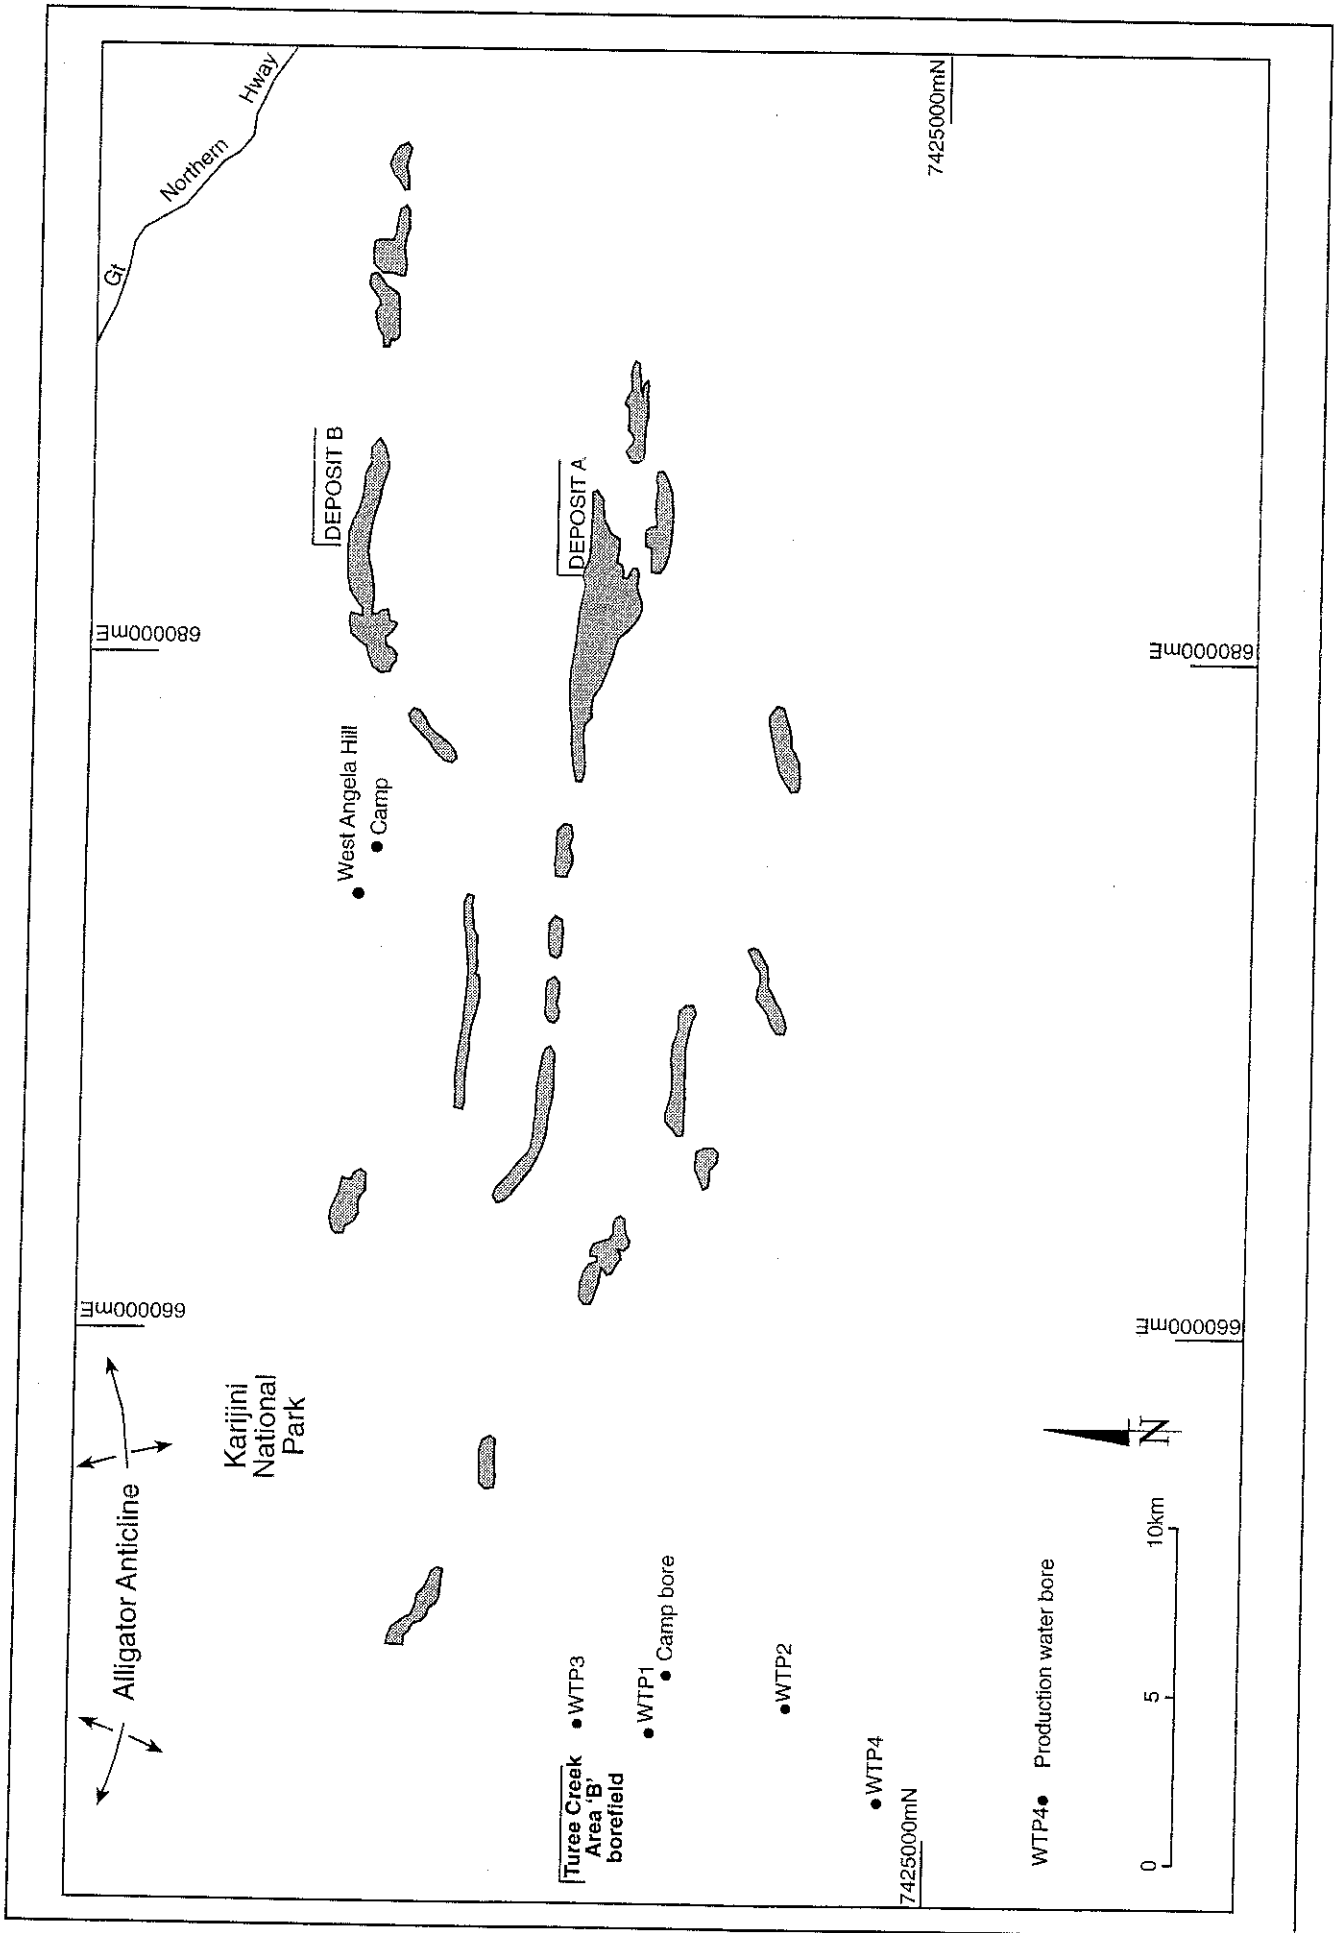 Gt
Northern
Hway
Alligator Anticline
660000mE
680000mE
Karijini
National
Park
West Angela Hill
Camp
DEPOSIT B
DEPOSIT A
Turee Creek
Area 'B'
borefield
WTP3
WTP1
Camp bore
WTP2
WTP4
7425000mN
7425000mN
WTP4
Production water bore
0
5
10km
N
660000mE
680000mE